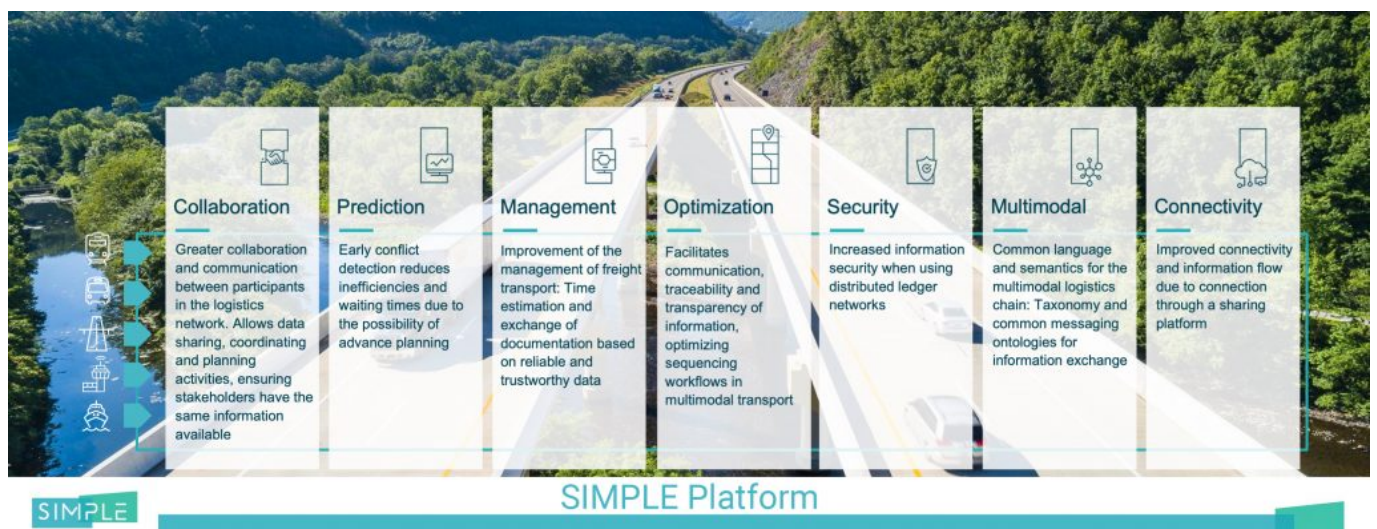 Collaboration
Greater collaboration
and communication
between participants
in the logistics
network. Allows data
sharing, coordinating
and planning
activities, ensuring
stakeholders have the
same information
available
Prediction
Early conflict
detection reduces
inefficiencies and
waiting times due to
the possibility of
advance planning
Management
Improvement of the
management of freight
transport: Time
estimation and
exchange of
documentation based
on reliable and
trustworthy data
Optimization
Facilitates
communication,
traceability and
transparency of
information,
optimizing
sequencing
workflows in
multimodal transport
Security
Increased information
security when using
distributed ledger
networks
Multimodal
Common language
and semantics for the
multimodal logistics
chain: Taxonomy and
common messaging
ontologies for
information exchange
Connectivity
Improved connectivity
and information flow
due to connection
through a sharing
platform
SIMPLE
SIMPLE Platform